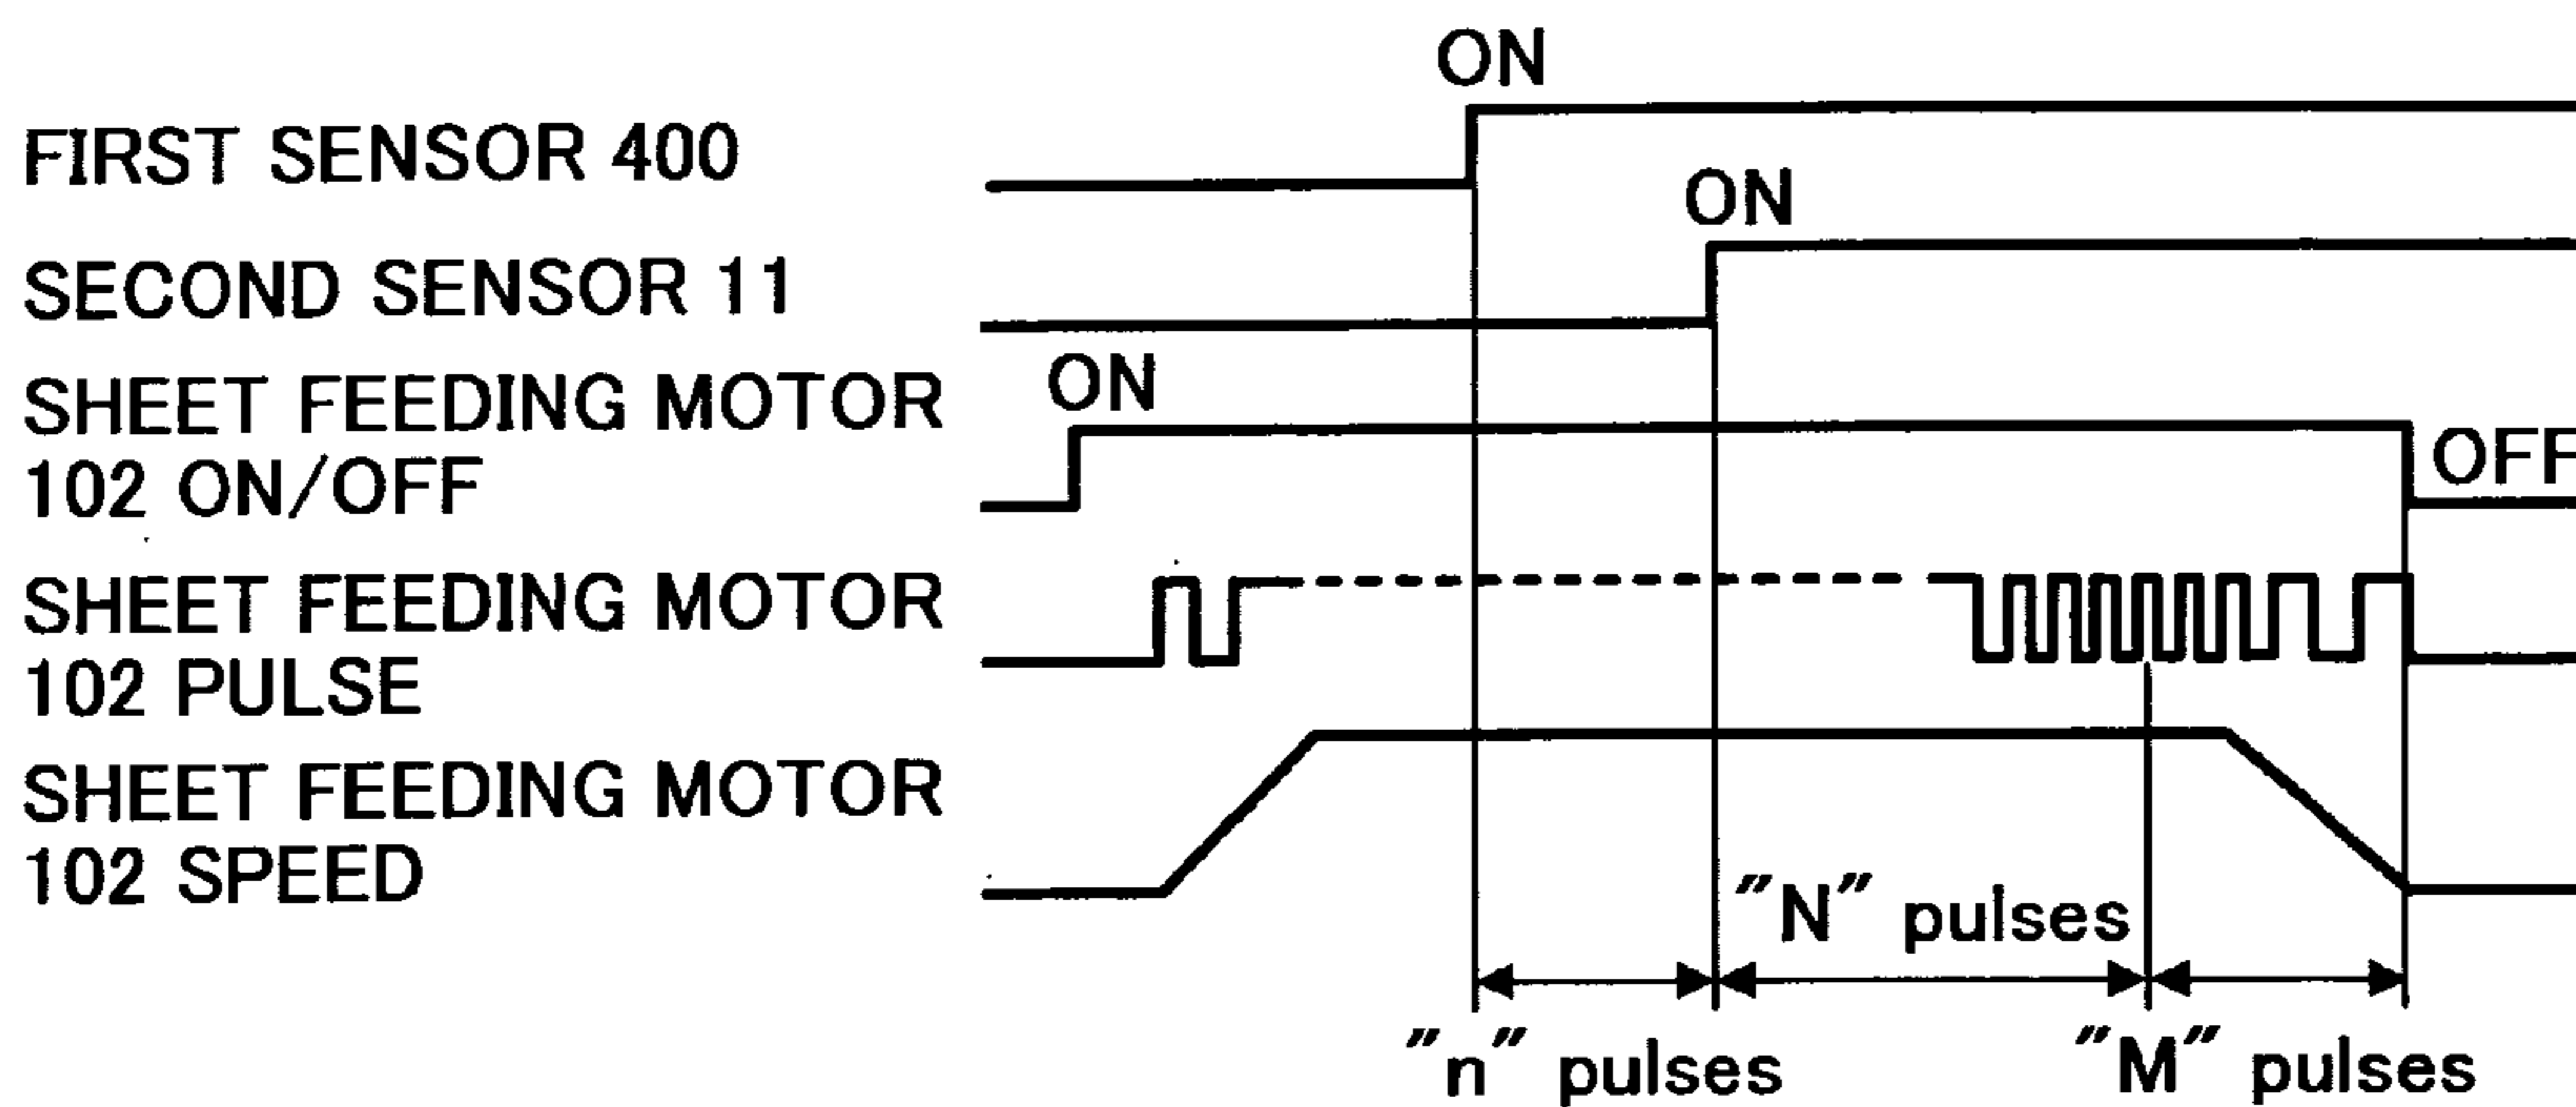 ON
FIRST SENSOR 400
ON
SECOND SENSOR 11
ON
SHEET FEEDING MOTOR
102 ON/OFF
OFF
SHEET FEEDING MOTOR
102 PULSE
SHEET FEEDING MOTOR
102 SPEED
"N" pulses
"n" pulses
"M" pulses